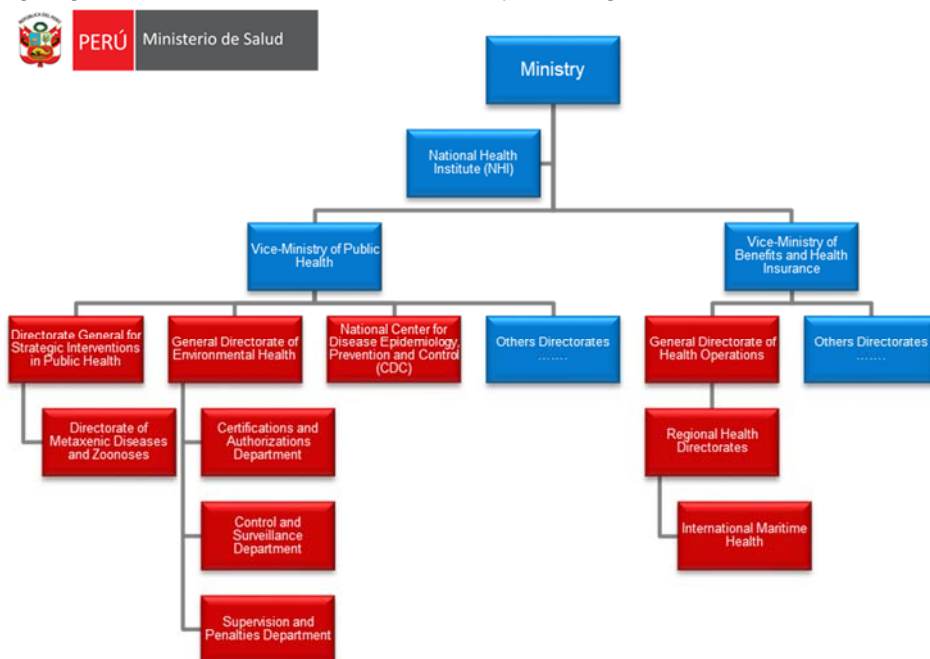 REPÚBLICA DEL PERÚ
PERÚ
Ministerio de Salud
Ministry
National Health
Institute (NHI)
Vice-Ministry of Public
Health
Vice-Ministry of
Benefits and Health
Insurance
Directorate General for
Strategic Interventions
in Public Health
General Directorate of
Environmental Health
National Center for
Disease Epidemiology,
Prevention and Control
(CDC)
Others Directorates
…….
General Directorate of
Health Operations
Others Directorates
…….
Directorate of
Metaxenic Diseases
and Zoonoses
Certifications and
Authorizations
Department
Regional Health
Directorates
Control and
Surveillance
Department
International Maritime
Health
Supervision and
Penalties Department